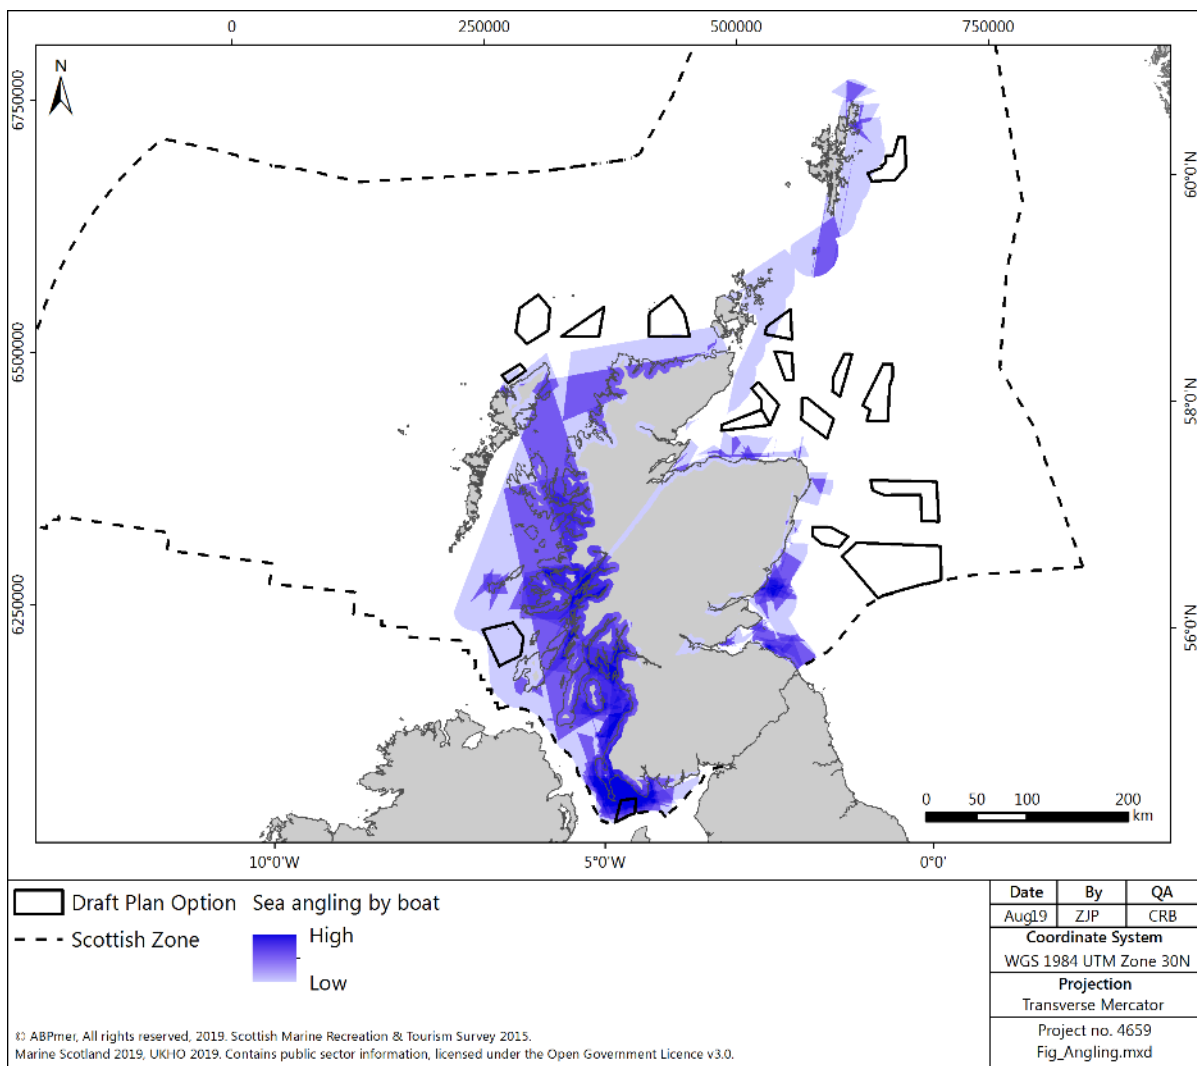 0 250000 500000 750000
N
6750000
6500000
6250000
60°0'N
58°0'N
56°0'N
0 50 100 200
km
10°0'W 5°0'W 0°0'
Draft Plan Option
Scottish Zone
Sea angling by boat
High
Low
Date By QA
Aug19 ZJP CRB
Coordinate System
WGS 1984 UTM Zone 30N
Projection
Transverse Mercator
Project no. 4659
Fig_Angling.mxd
© ABPmer, All rights reserved, 2019. Scottish Marine Recreation & Tourism Survey 2015.
Marine Scotland 2019, UKHO 2019. Contains public sector information, licensed under the Open Government Licence v3.0.